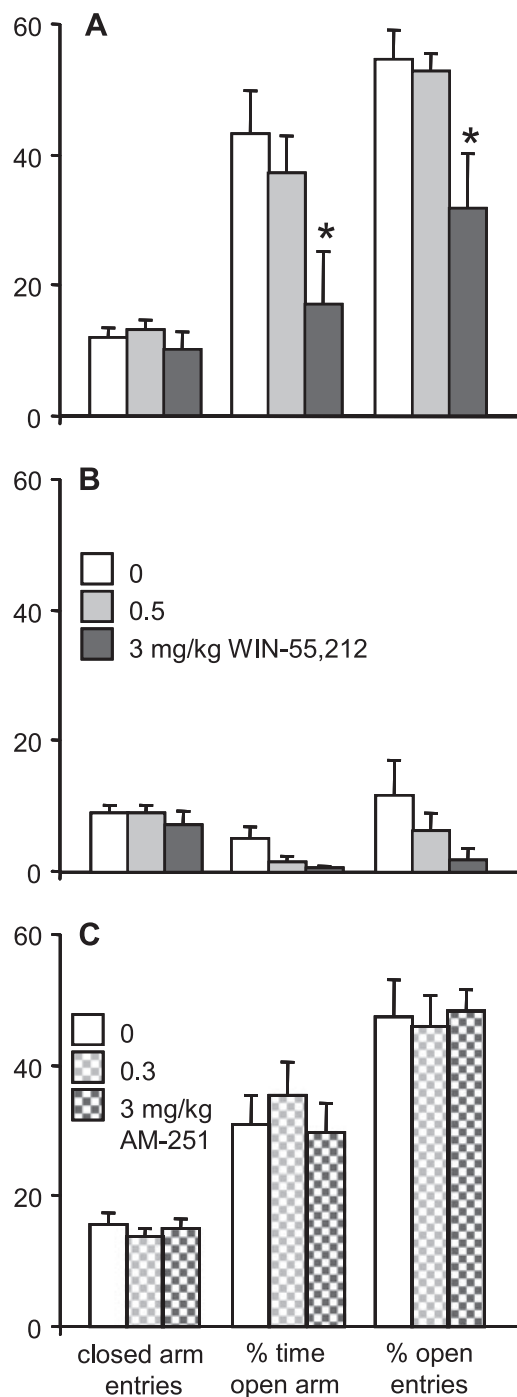 A
60
*
*
40
20
0
60
B
0
0.5
3 mg/kg WIN-55,212
40
20
0
60
C
0
0.3
3 mg/kg
AM-251
40
20
0
closed arm
entries
% time
open arm
% open
entries